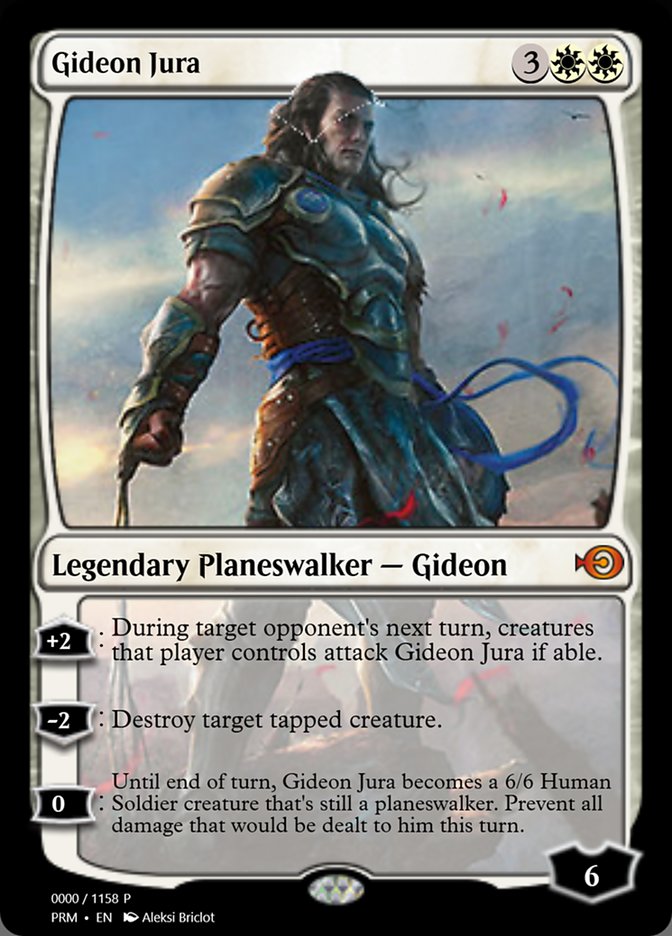 Gideon Jura
3
Legendary Planeswalker — Gideon
+2 : During target opponent's next turn, creatures
that player controls attack Gideon Jura if able.
-2 : Destroy target tapped creature.
Until end of turn, Gideon Jura becomes a 6/6 Human
0 : Soldier creature that's still a planeswalker. Prevent all
damage that would be dealt to him this turn.
6
0000 / 1158 P
PRM • EN Aleksi Briclot